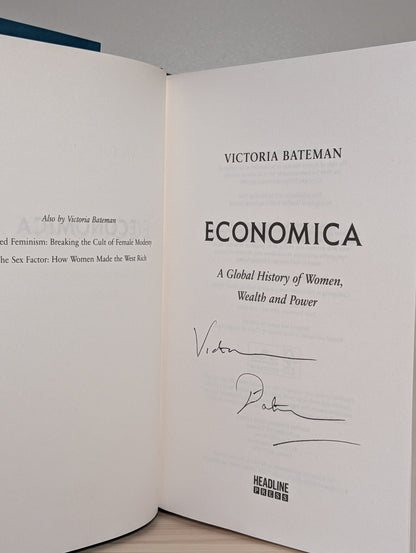 Also by Victoria Bateman
ed Feminism: Breaking the Cult of Female Modesty
he Sex Factor: How Women Made the West Rich
VICTORIA BATEMAN
ECONOMICA
A Global History of Women,
Wealth and Power
HEADLINE
PRESS